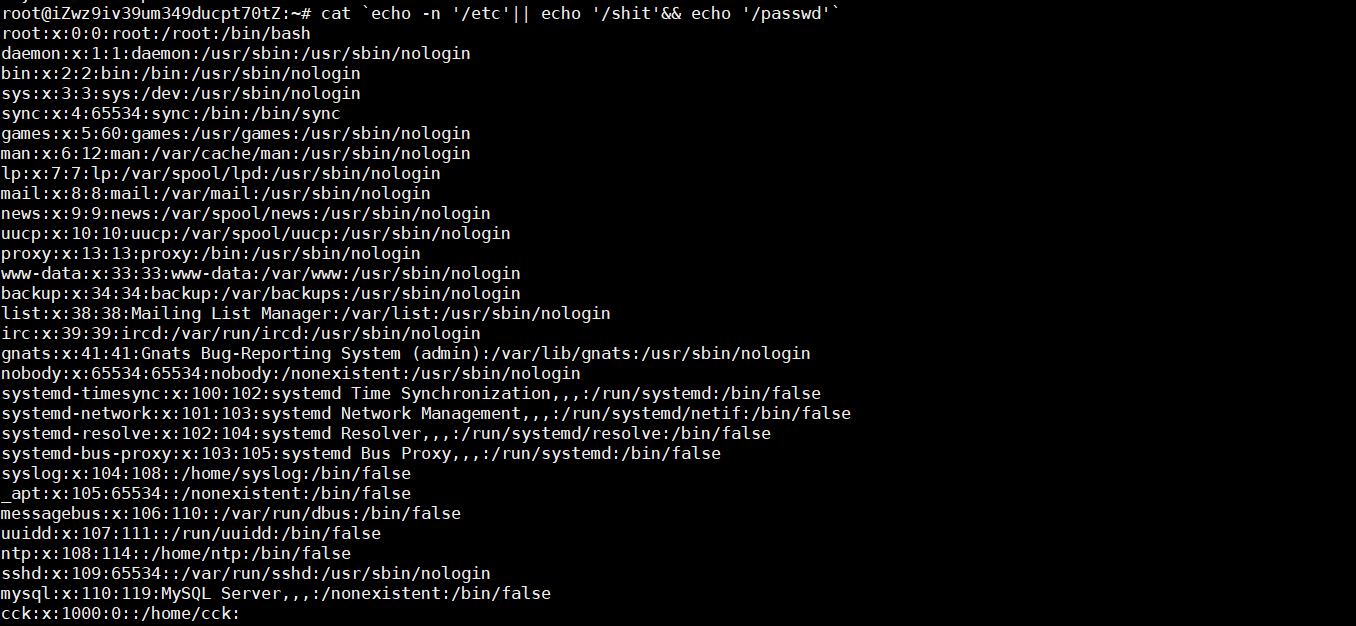 root@iZwz9iv39um349ducpt70tZ:~# cat `echo -n '/etc'|| echo '/shit'&& echo '/passwd'`
root:x:0:0:root:/root:/bin/bash
daemon:x:1:1:daemon:/usr/sbin:/usr/sbin/nologin
bin:x:2:2:bin:/bin:/usr/sbin/nologin
sys:x:3:3:sys:/dev:/usr/sbin/nologin
sync:x:4:65534:sync:/bin:/bin/sync
games:x:5:60:games:/usr/games:/usr/sbin/nologin
man:x:6:12:man:/var/cache/man:/usr/sbin/nologin
lp:x:7:7:lp:/var/spool/lpd:/usr/sbin/nologin
mail:x:8:8:mail:/var/mail:/usr/sbin/nologin
news:x:9:9:news:/var/spool/news:/usr/sbin/nologin
uucp:x:10:10:uucp:/var/spool/uucp:/usr/sbin/nologin
proxy:x:13:13:proxy:/bin:/usr/sbin/nologin
www-data:x:33:33:www-data:/var/www:/usr/sbin/nologin
backup:x:34:34:backup:/var/backups:/usr/sbin/nologin
list:x:38:38:Mailing List Manager:/var/list:/usr/sbin/nologin
irc:x:39:39:ircd:/var/run/ircd:/usr/sbin/nologin
gnats:x:41:41:Gnats Bug-Reporting System (admin):/var/lib/gnats:/usr/sbin/nologin
nobody:x:65534:65534:nobody:/nonexistent:/usr/sbin/nologin
systemd-timesync:x:100:102:systemd Time Synchronization,,,:/run/systemd:/bin/false
systemd-network:x:101:103:systemd Network Management,,,:/run/systemd/netif:/bin/false
systemd-resolve:x:102:104:systemd Resolver,,,:/run/systemd/resolve:/bin/false
systemd-bus-proxy:x:103:105:systemd Bus Proxy,,,:/run/systemd:/bin/false
syslog:x:104:108::/home/syslog:/bin/false
_apt:x:105:65534::/nonexistent:/bin/false
messagebus:x:106:110::/var/run/dbus:/bin/false
uuidd:x:107:111::/run/uuidd:/bin/false
ntp:x:108:114::/home/ntp:/bin/false
sshd:x:109:65534::/var/run/sshd:/usr/sbin/nologin
mysql:x:110:119:MySQL Server,,,:/nonexistent:/bin/false
cck:x:1000:0::/home/cck: